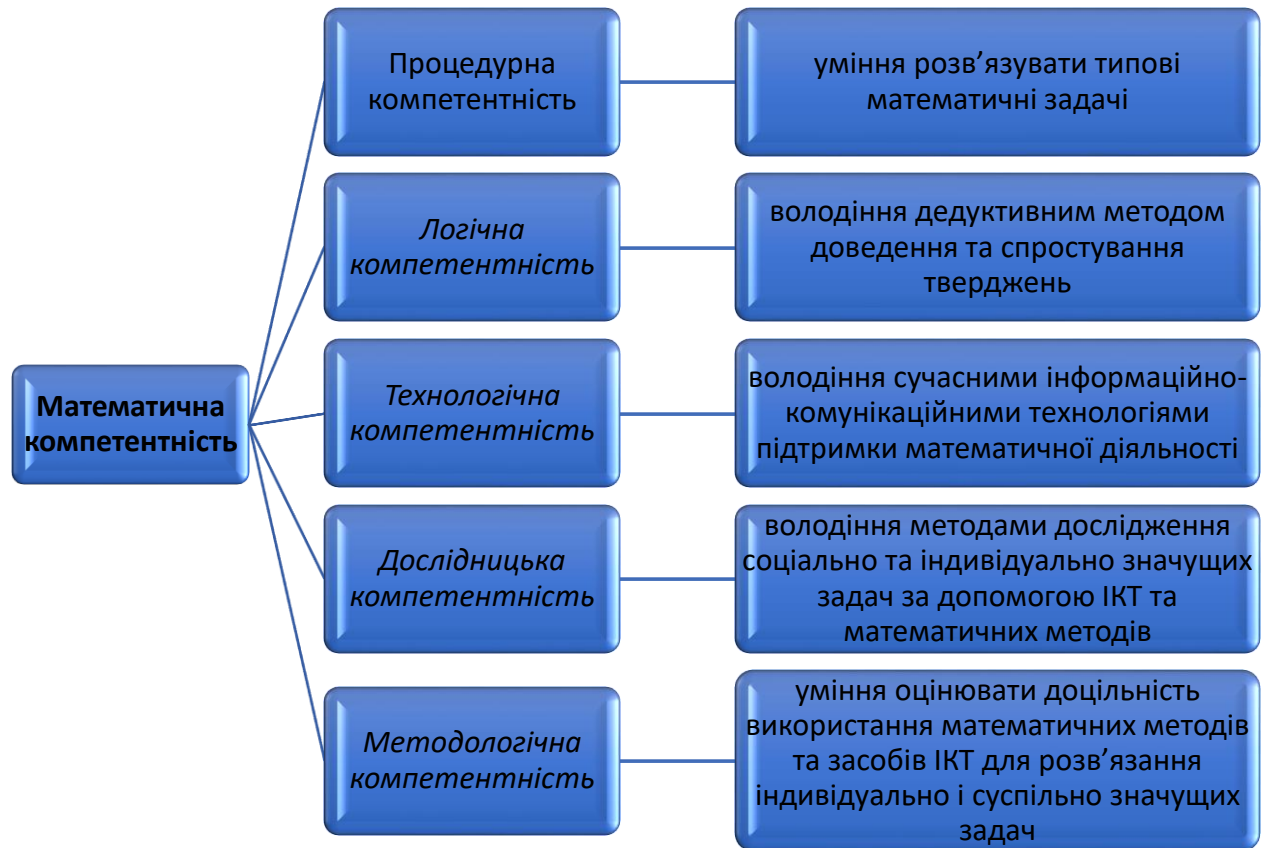 Математична
компетентність
Процедурна
компетентність
уміння розв’язувати типові
математичні задачі
Логічна
компетентність
володіння дедуктивним методом
доведення та спростування
тверджень
Технологічна
компетентність
володіння сучасними інформаційно-
комунікаційними технологіями
підтримки математичної діяльності
Дослідницька
компетентність
володіння методами дослідження
соціально та індивідуально значущих
задач за допомогою ІКТ та
математичних методів
Методологічна
компетентність
уміння оцінювати доцільність
використання математичних методів
та засобів ІКТ для розв’язання
індивідуально і суспільно значущих
задач